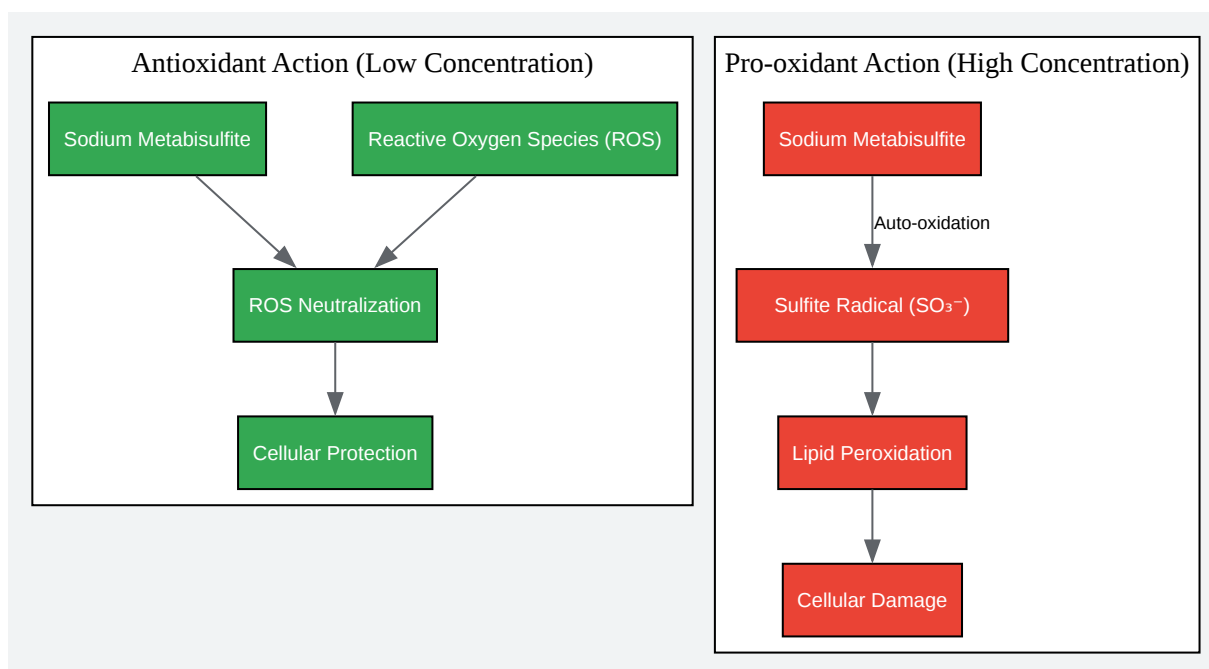 Antioxidant Action (Low Concentration)
Sodium Metabisulfite
Reactive Oxygen Species (ROS)
ROS Neutralization
Cellular Protection
Pro-oxidant Action (High Concentration)
Sodium Metabisulfite
Auto-oxidation
Sulfite Radical (SO₃⁻)
Lipid Peroxidation
Cellular Damage